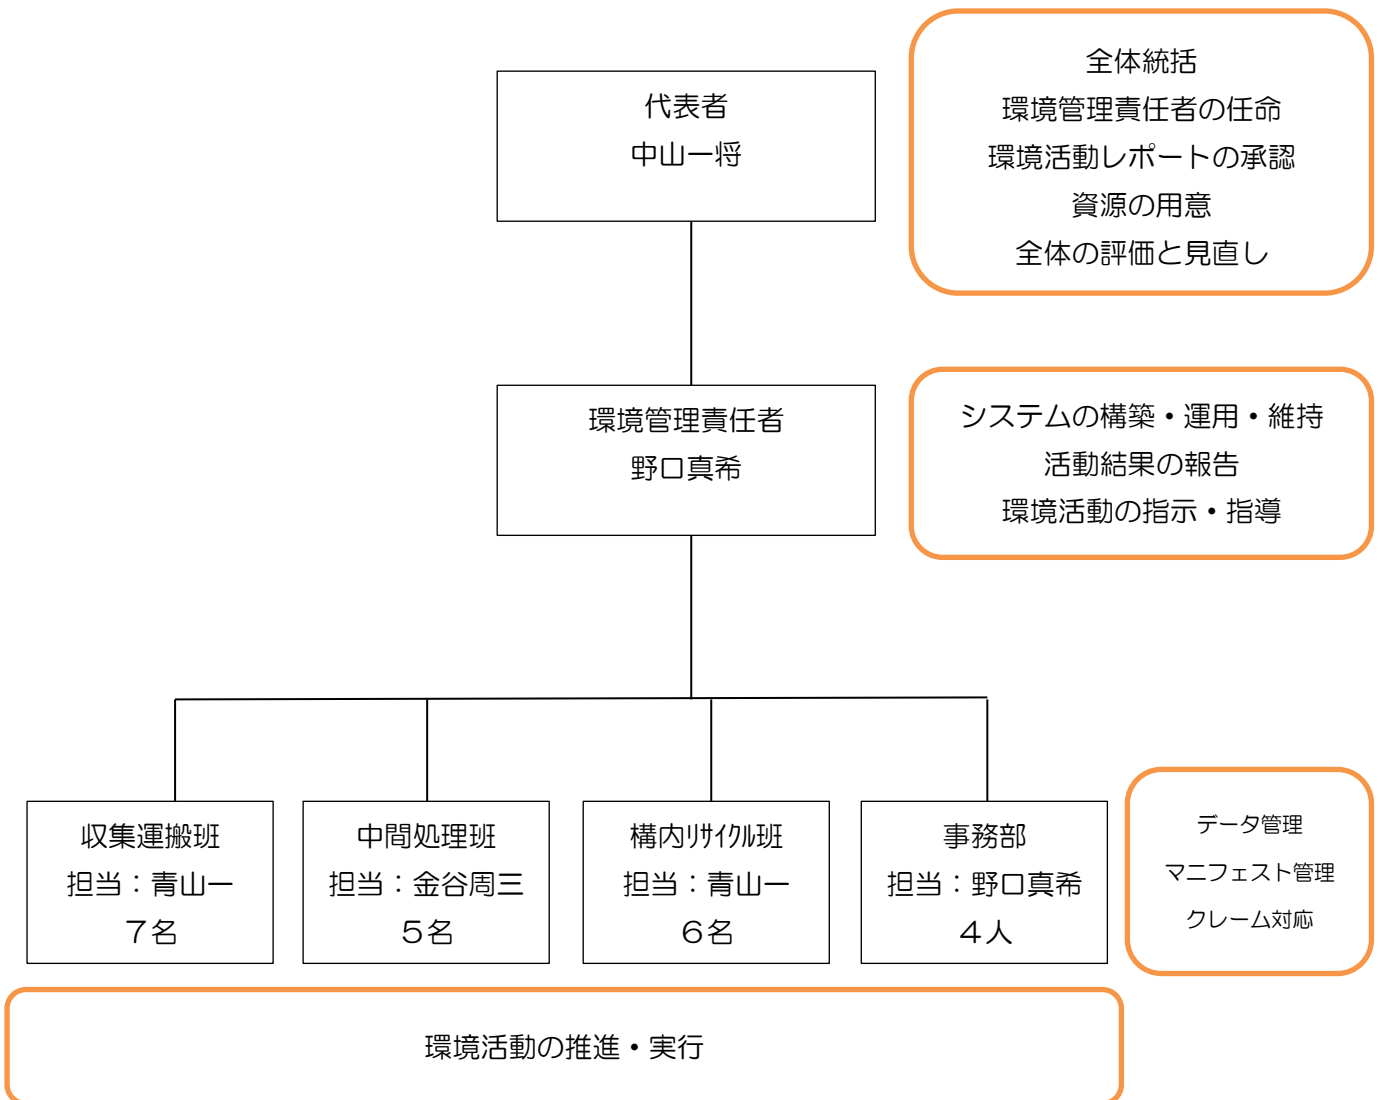 代表者
中山一将
全体統括
環境管理責任者の任命
環境活動レポートの承認
資源の用意
全体の評価と見直し
環境管理責任者
野口真希
システムの構築・運用・維持
活動結果の報告
環境活動の指示・指導
収集運搬班
担当：青山一
７名
中間処理班
担当：金谷周三
５名
構内ﾘｻｲｸﾙ班
担当：青山一
６名
事務部
担当：野口真希
４人
データ管理
マニフェスト管理
クレーム対応
環境活動の推進・実行